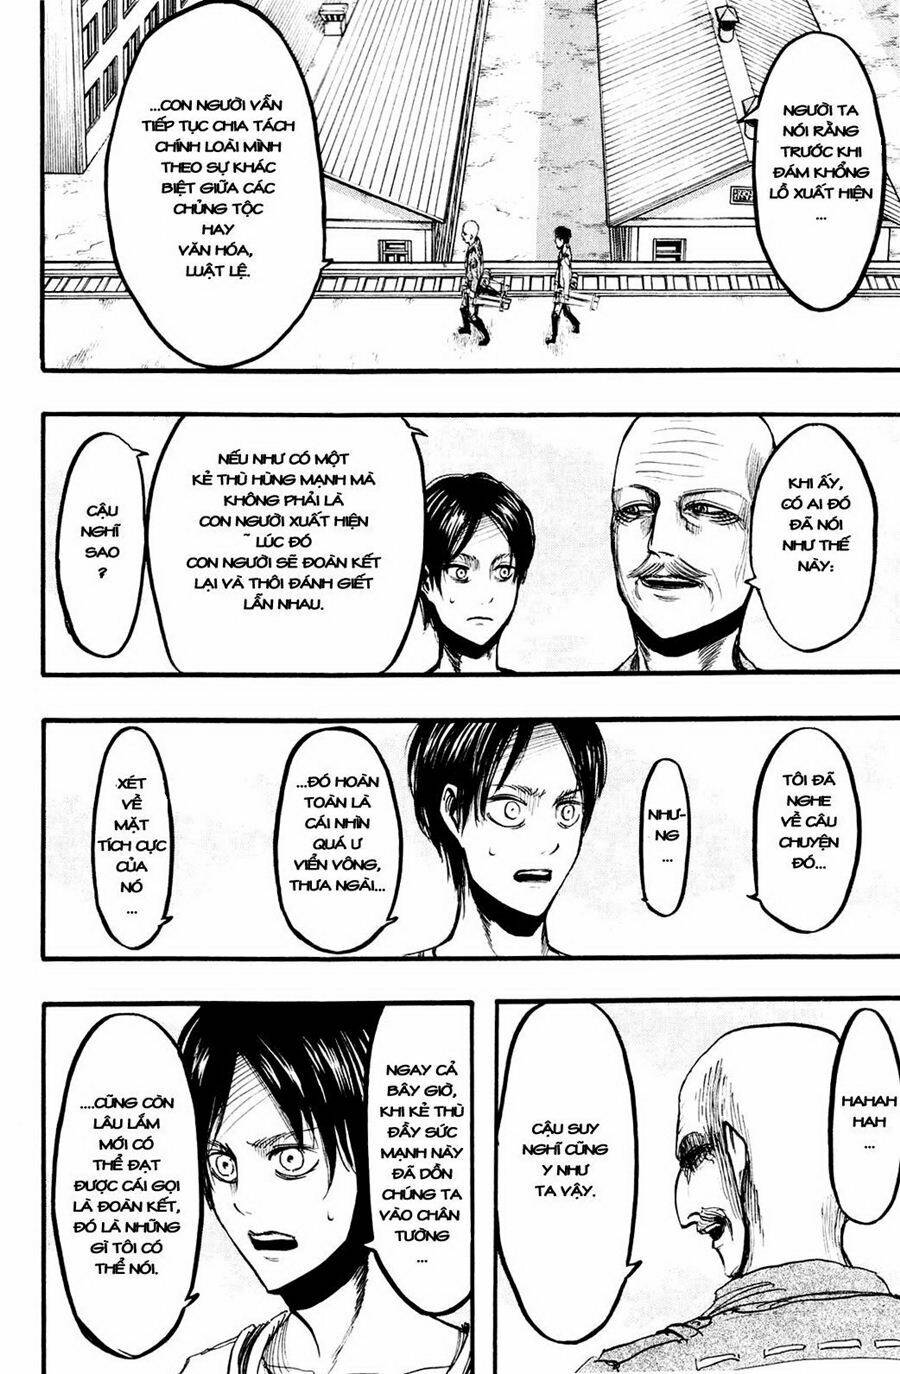 NGƯỜI TA
NÓI RẰNG
TRƯỚC KHI
ĐÁM KHỔNG
LỒ XUẤT HIỆN
...
...CON NGƯỜI VẪN
TIẾP TỤC CHIA TÁCH
CHÍNH LOÀI MÌNH
THEO SỰ KHÁC
BIỆT GIỮA CÁC
CHỦNG TỘC
HAY
VĂN HÓA,
LUẬT LỆ.
KHI ẤY,
CÓ AI ĐÓ
ĐÃ NÓI
NHƯ THẾ
NÀY:
NẾU NHƯ CÓ MỘT
KẺ THÙ HÙNG MẠNH MÀ
KHÔNG PHẢI LÀ
CON NGƯỜI XUẤT HIỆN
~ LÚC ĐÓ
CON NGƯỜI SẼ ĐOÀN KẾT
LẠI VÀ THÔI ĐÁNH GIẾT
LẪN NHAU.
CẬU
NGHĨ
SAO
?
TÔI ĐÃ
NGHE
VỀ CÂU
CHUYỆN
ĐÓ...
NHƯ-
NG
...
...ĐÓ HOÀN
TOÀN LÀ
CÁI NHÌN
QUÁ Ư
VIỂN VÔNG,
THƯA NGÀI...
XÉT
VỀ
MẶT
TÍCH CỰC
CỦA
NÓ
...
HAHAH
HAH
...
CẬU SUY
NGHĨ CŨNG
Y NHƯ
TA VẬY.
NGAY CẢ
BÂY GIỜ,
KHI KẺ THÙ
ĐẦY SỨC
MẠNH NÀY
ĐÃ DỒN
CHÚNG TA
VÀO CHÂN
TƯỜNG
...
....CŨNG CÒN
LÂU LẮM
MỚI CÓ
THỂ ĐẠT
ĐƯỢC CÁI GỌI
LÀ ĐOÀN KẾT,
ĐÓ LÀ NHỮNG
GÌ TÔI CÓ
THỂ NÓI.